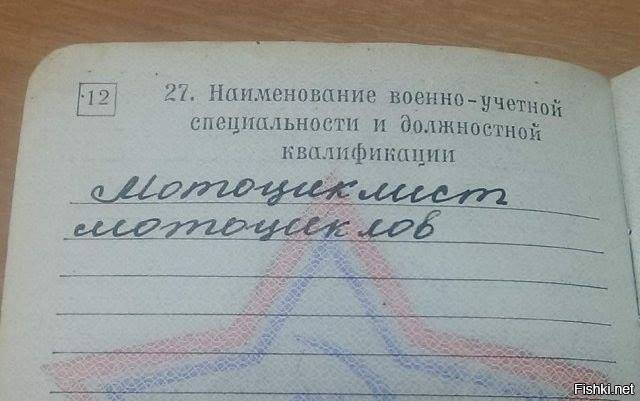 12
27. Наименование военно-учетной
специальности и должностной
квалификации
Мотоциклист
мотоциклов
Fishki.net